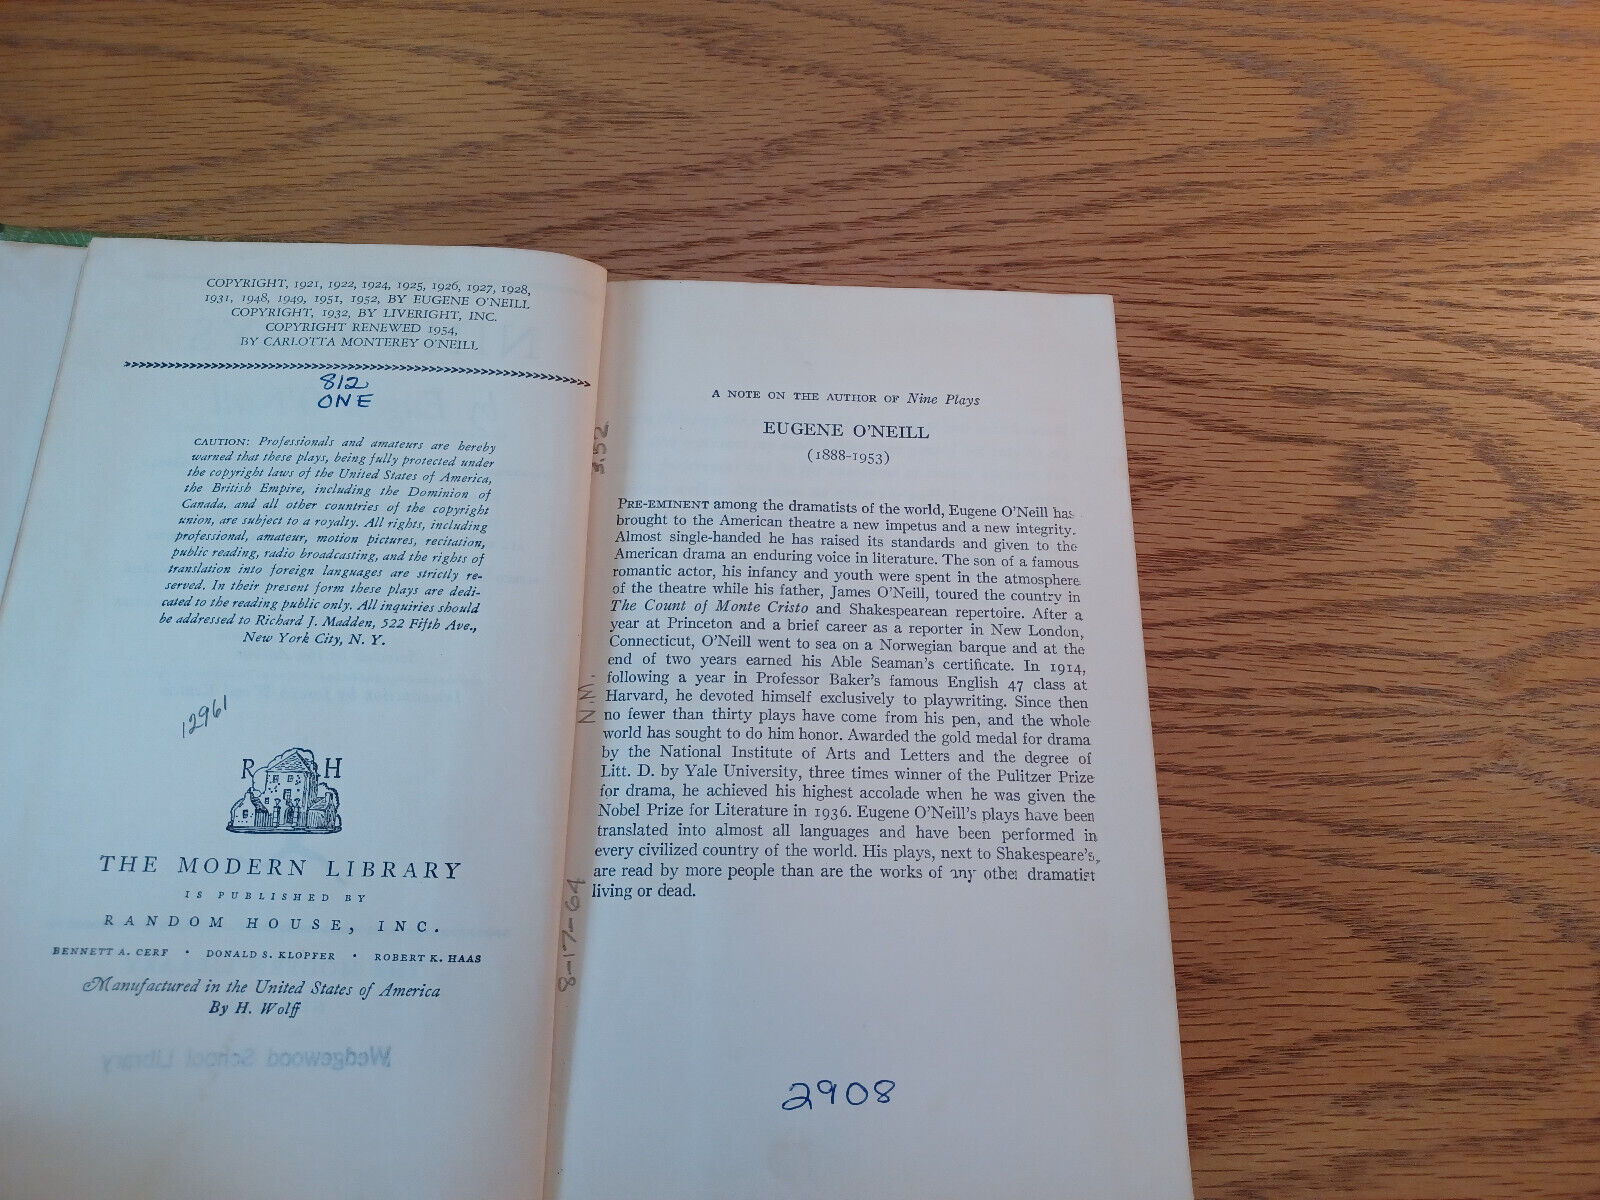 COPYRIGHT, 1921, 1922, 1924, 1925, 1926, 1927, 1928,
1931, 1948, 1949, 1951, 1952, BY EUGENE O'NEILL
COPYRIGHT, 1932, BY LIVERIGHT, INC.
COPYRIGHT RENEWED 1954,
BY CARLOTTA MONTEREY O'NEILL
812
ONE
CAUTION: Professionals and amateurs are hereby
warned that these plays, being fully protected under
the copyright laws of the United States of America,
the British Empire, including the Dominion of
Canada, and all other countries of the copyright
union, are subject to a royalty. All rights, including
professional, amateur, motion pictures, recitation,
public reading, radio broadcasting, and the rights of
translation into foreign languages are strictly re-
served. In their present form these plays are dedi-
cated to the reading public only. All inquiries should
be addressed to Richard J. Madden, 522 Fifth Ave.,
New York City, N. Y.
12961
R H
THE MODERN LIBRARY
IS PUBLISHED BY
RANDOM HOUSE, INC.
BENNETT A. CERF • DONALD S. KLOPFER • ROBERT K. HAAS
Manufactured in the United States of America
By H. Wolff
Wedgewood School Library
3.52
N.M.
8-17-64
A NOTE ON THE AUTHOR OF Nine Plays
EUGENE O'NEILL
(1888-1953)
PRE-EMINENT among the dramatists of the world, Eugene O'Neill has
brought to the American theatre a new impetus and a new integrity.
Almost single-handed he has raised its standards and given to the
American drama an enduring voice in literature. The son of a famous
romantic actor, his infancy and youth were spent in the atmosphere
of the theatre while his father, James O'Neill, toured the country in
The Count of Monte Cristo and Shakespearean repertoire. After a
year at Princeton and a brief career as a reporter in New London,
Connecticut, O'Neill went to sea on a Norwegian barque and at the
end of two years earned his Able Seaman's certificate. In 1914,
following a year in Professor Baker's famous English 47 class at
Harvard, he devoted himself exclusively to playwriting. Since then
no fewer than thirty plays have come from his pen, and the whole
world has sought to do him honor. Awarded the gold medal for drama
by the National Institute of Arts and Letters and the degree of
Litt. D. by Yale University, three times winner of the Pulitzer Prize
for drama, he achieved his highest accolade when he was given the
Nobel Prize for Literature in 1936. Eugene O'Neill's plays have been
translated into almost all languages and have been performed in
every civilized country of the world. His plays, next to Shakespeare's,
are read by more people than are the works of any other dramatist
living or dead.
2908